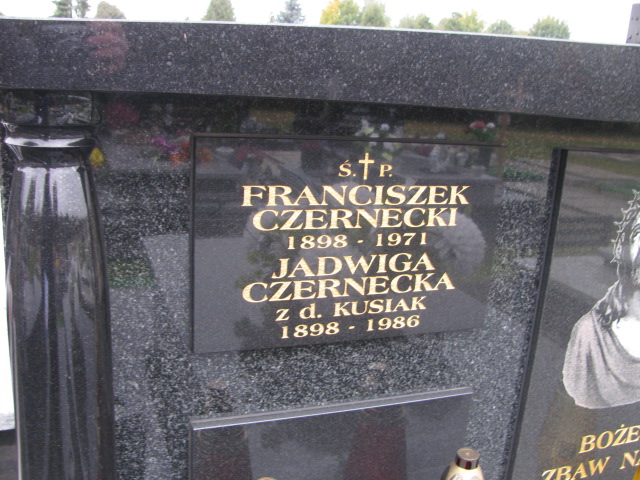 Ś. P.
FRANCISZEK
CZERNECKI
1898 - 1971
JADWIGA
CZERNECKA
z d. KUSIAK
1898 - 1986
BOŻE
ZBAW